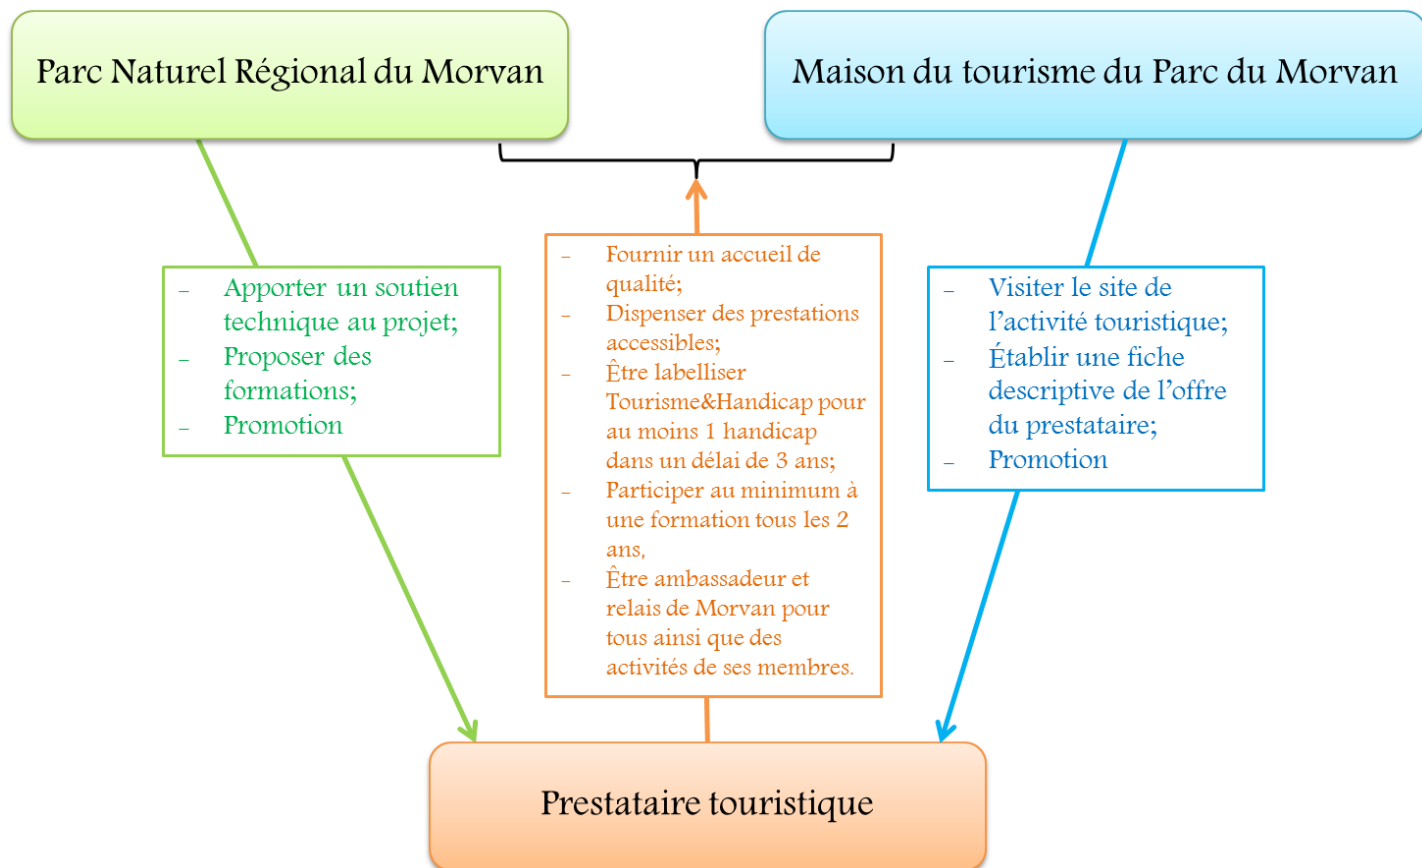 Parc Naturel Régional du Morvan
Maison du tourisme du Parc du Morvan
- Apporter un soutien
technique au projet;
- Proposer des
formations;
- Promotion
- Fournir un accueil de
qualité;
- Dispenser des prestations
accessibles;
- Être labelliser
Tourisme&Handicap pour
au moins 1 handicap
dans un délai de 3 ans;
- Participer au minimum à
une formation tous les 2
ans,
- Être ambassadeur et
relais de Morvan pour
tous ainsi que des
activités de ses membres.
- Visiter le site de
l'activité touristique;
- Établir une fiche
descriptive de l'offre
du prestataire;
- Promotion
Prestataire touristique